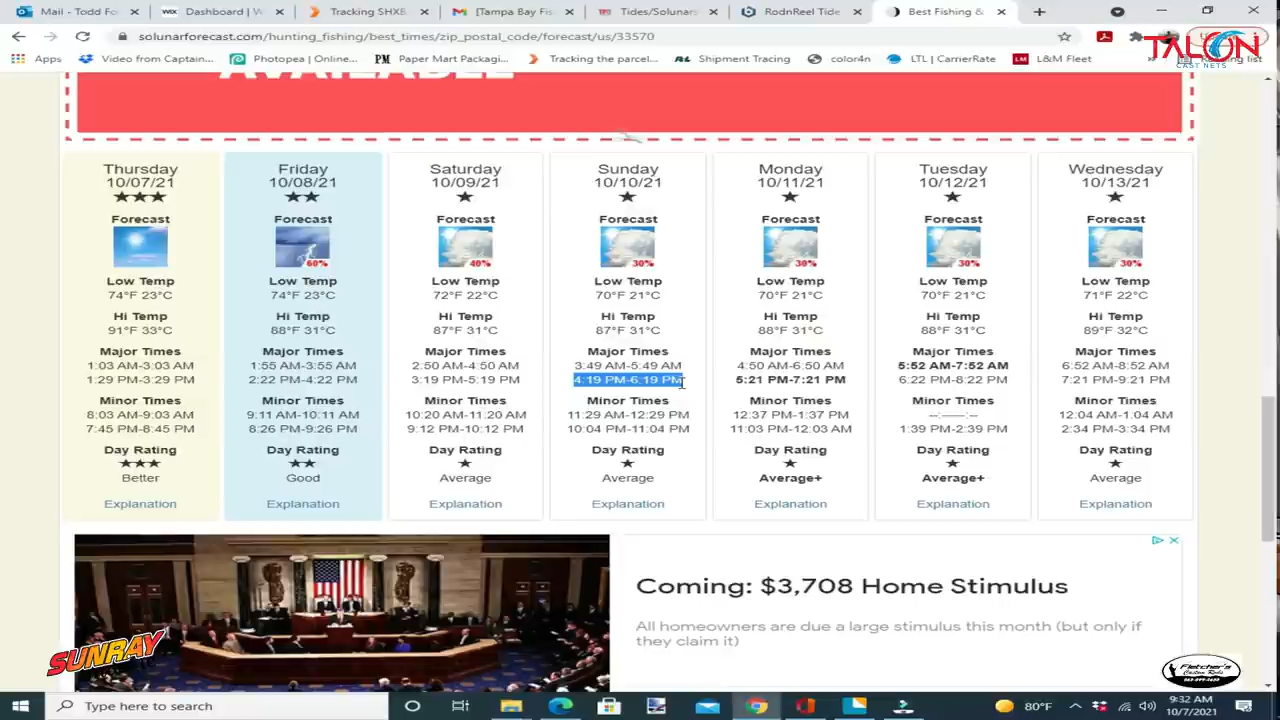 Mail - Todd Fo
Dashboard | W
Tracking SHX8
[Tampa Bay Fis
Tides/Solunar
RodnReel Tide
Best Fishing &
solunarforecast.com/hunting_fishing/best_times/zip_postal_code/forecast/us/33570
TALON
CAST NETS
Apps
Video from Captain...
Photopea | Online...
PM
Paper Mart Packagi...
Tracking the parcel...
Shipment Tracing
color4n
LTL | CarrierRate
LM
L&M Fleet
Reading list
AVAILABLE
Thursday
10/07/21
Forecast
Low Temp
74°F 23°C
Hi Temp
91°F 33°C
Major Times
1:03 AM-3:03 AM
1:29 PM-3:29 PM
Minor Times
8:03 AM-9:03 AM
7:45 PM-8:45 PM
Day Rating
Better
Explanation
Friday
10/08/21
Forecast
60%
Low Temp
74°F 23°C
Hi Temp
88°F 31°C
Major Times
1:55 AM-3:55 AM
2:22 PM-4:22 PM
Minor Times
9:11 AM-10:11 AM
8:26 PM-9:26 PM
Day Rating
Good
Explanation
Saturday
10/09/21
Forecast
40%
Low Temp
72°F 22°C
Hi Temp
87°F 31°C
Major Times
2:50 AM-4:50 AM
3:19 PM-5:19 PM
Minor Times
10:20 AM-11:20 AM
9:12 PM-10:12 PM
Day Rating
Average
Explanation
Sunday
10/10/21
Forecast
30%
Low Temp
70°F 21°C
Hi Temp
87°F 31°C
Major Times
3:49 AM-5:49 AM
4:19 PM-6:19 PM
Minor Times
11:29 AM-12:29 PM
10:04 PM-11:04 PM
Day Rating
Average
Explanation
Monday
10/11/21
Forecast
30%
Low Temp
70°F 21°C
Hi Temp
88°F 31°C
Major Times
4:50 AM-6:50 AM
5:21 PM-7:21 PM
Minor Times
12:37 PM-1:37 PM
11:03 PM-12:03 AM
Day Rating
Average+
Explanation
Tuesday
10/12/21
Forecast
30%
Low Temp
70°F 21°C
Hi Temp
88°F 31°C
Major Times
5:52 AM-7:52 AM
6:22 PM-8:22 PM
Minor Times
--:-----:--
1:39 PM-2:39 PM
Day Rating
Average+
Explanation
Wednesday
10/13/21
Forecast
30%
Low Temp
71°F 22°C
Hi Temp
89°F 32°C
Major Times
6:52 AM-8:52 AM
7:21 PM-9:21 PM
Minor Times
12:04 AM-1:04 AM
2:34 PM-3:34 PM
Day Rating
Average
Explanation
Coming: $3,708 Home Stimulus
All homeowners are due a large stimulus this month (but only if
they claim it)
SUNRAY
Fletcher's
Custom Rods
Type here to search
80°F
9:32 AM
10/7/2021